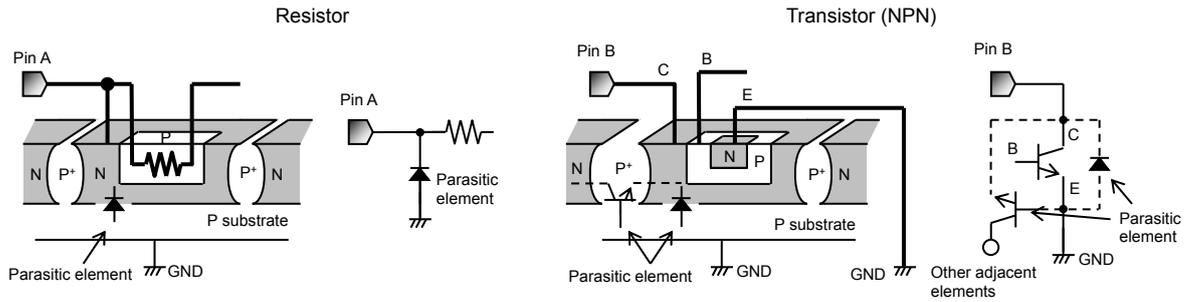 Resistor
Transistor (NPN)
Pin A
P
N
P+
N
P+
N
P substrate
Parasitic element
GND
Pin A
Parasitic
element
Pin B
C
B
E
N
P+
N
P
P+
N
P substrate
Parasitic element
GND
GND
Pin B
C
B
E
Parasitic
element
GND
Other adjacent
elements